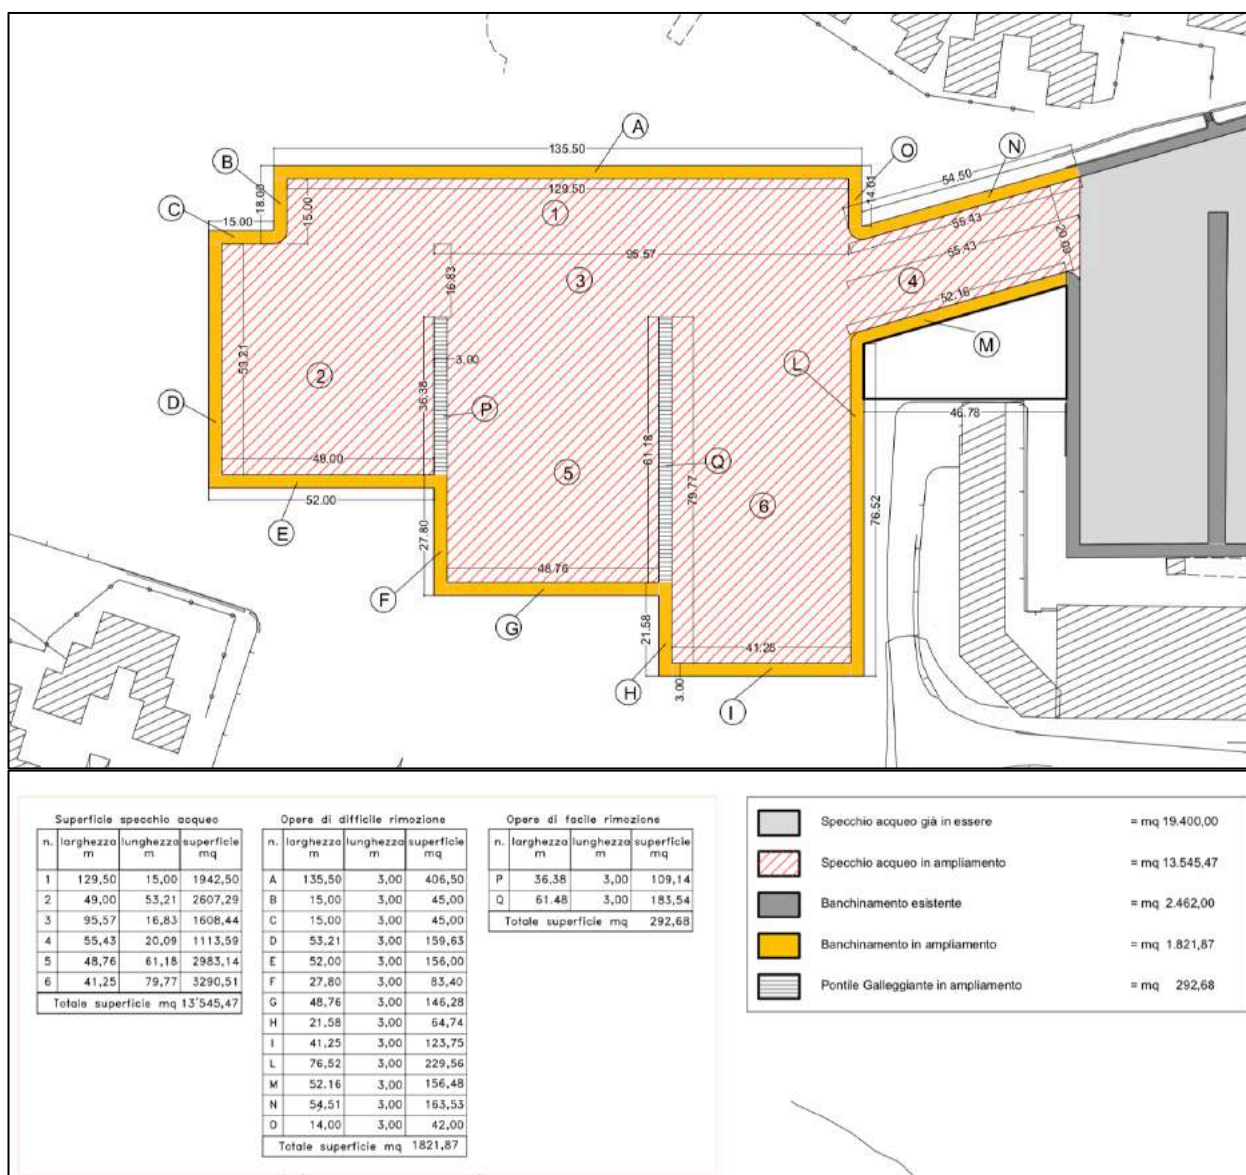 A
135.50
O
N
B
54.50
14.61
129.50
C
18.00
15.00
1
15.00
55.43
20.09
95.57
55.43
3
4
16.83
52.16
M
53.21
L
2
3.00
D
36.38
P
46.78
61.18
Q
49.00
5
79.77
6
76.52
52.00
E
27.80
48.76
F
G
21.58
41.25
H
3.00
I
Superficie specchio acqueo
n. larghezza m lunghezza m superficie mq
1 129,50 15,00 1942,50
2 49,00 53,21 2607,29
3 95,57 16,83 1608,44
4 55,43 20,09 1113,59
5 48,76 61,18 2983,14
6 41,25 79,77 3290,51
Totale superficie mq 13'545,47
Opere di difficile rimozione
n. larghezza m lunghezza m superficie mq
A 135,50 3,00 406,50
B 15,00 3,00 45,00
C 15,00 3,00 45,00
D 53,21 3,00 159,63
E 52,00 3,00 156,00
F 27,80 3,00 83,40
G 48,76 3,00 146,28
H 21,58 3,00 64,74
I 41,25 3,00 123,75
L 76,52 3,00 229,56
M 52.16 3,00 156,48
N 54,51 3,00 163,53
O 14,00 3,00 42,00
Totale superficie mq 1821,87
Opere di facile rimozione
n. larghezza m lunghezza m superficie mq
P 36,38 3,00 109,14
Q 61.48 3,00 183,54
Totale superficie mq 292,68
Specchio acqueo già in essere = mq 19.400,00
Specchio acqueo in ampliamento = mq 13.545,47
Banchinamento esistente = mq 2.462,00
Banchinamento in ampliamento = mq 1.821,87
Pontile Galleggiante in ampliamento = mq 292,68